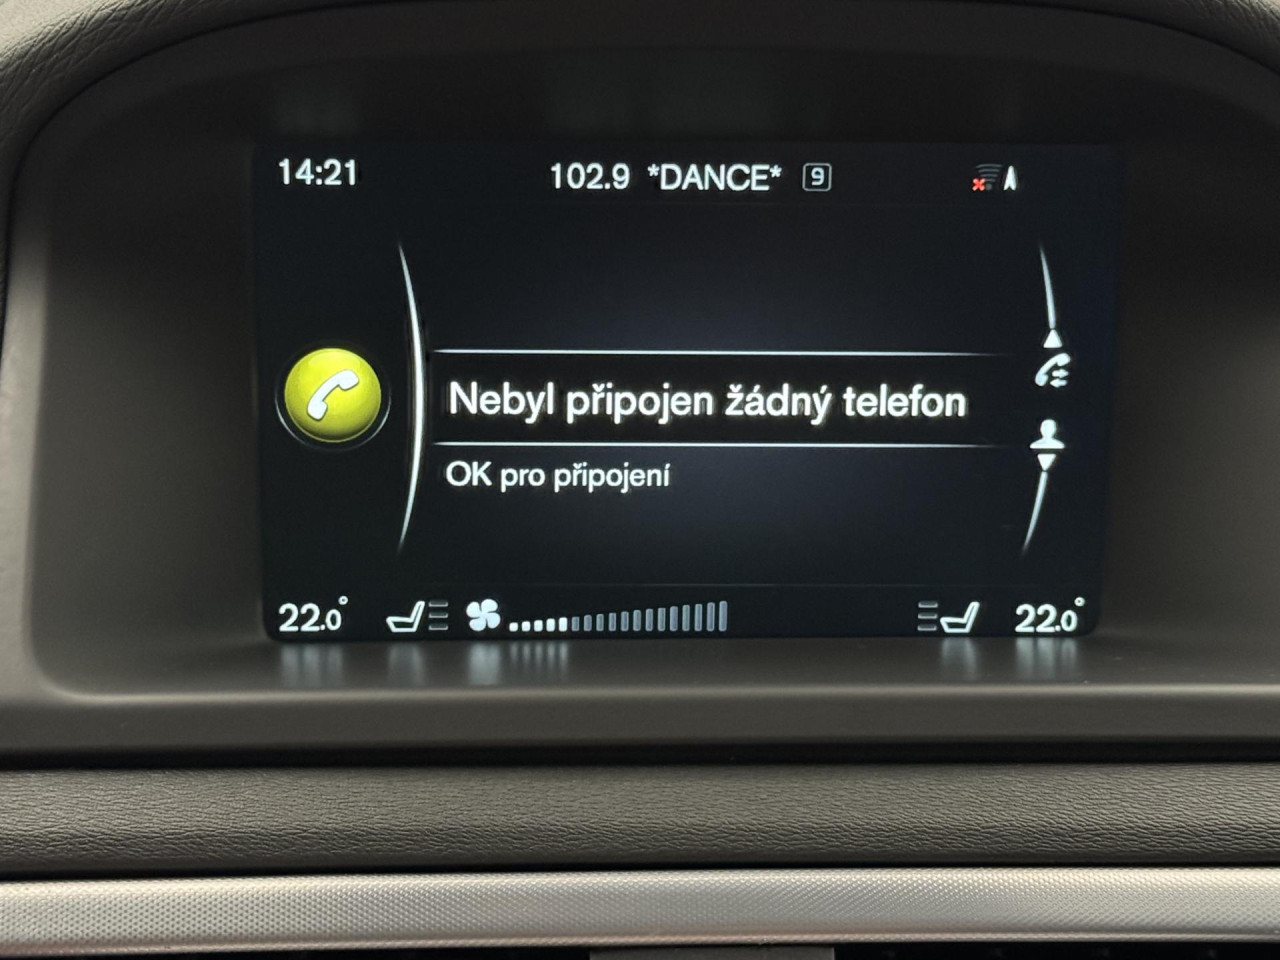 14:21
102.9 *DANCE* 9
Nebyl připojen žádný telefon
OK pro připojení
22.0°
22.0°